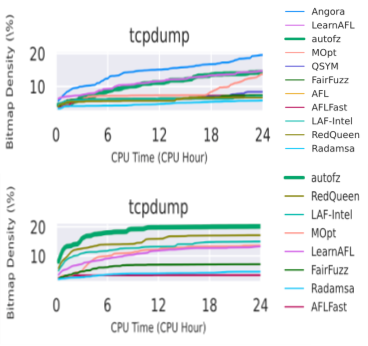 tcpdump
Bitmap Density (\%)
20
10
0
6
12
18
24
CPU Time (CPU Hour)
Angora
LearnAFL
autofz
MOpt
QSYM
FairFuzz
AFL
AFLFast
LAF-Intel
RedQueen
Radamsa
tcpdump
Bitmap Density (\%)
20
10
0
6
12
18
24
CPU Time (CPU Hour)
autofz
RedQueen
LAF-Intel
MOpt
LearnAFL
FairFuzz
Radamsa
AFLFast